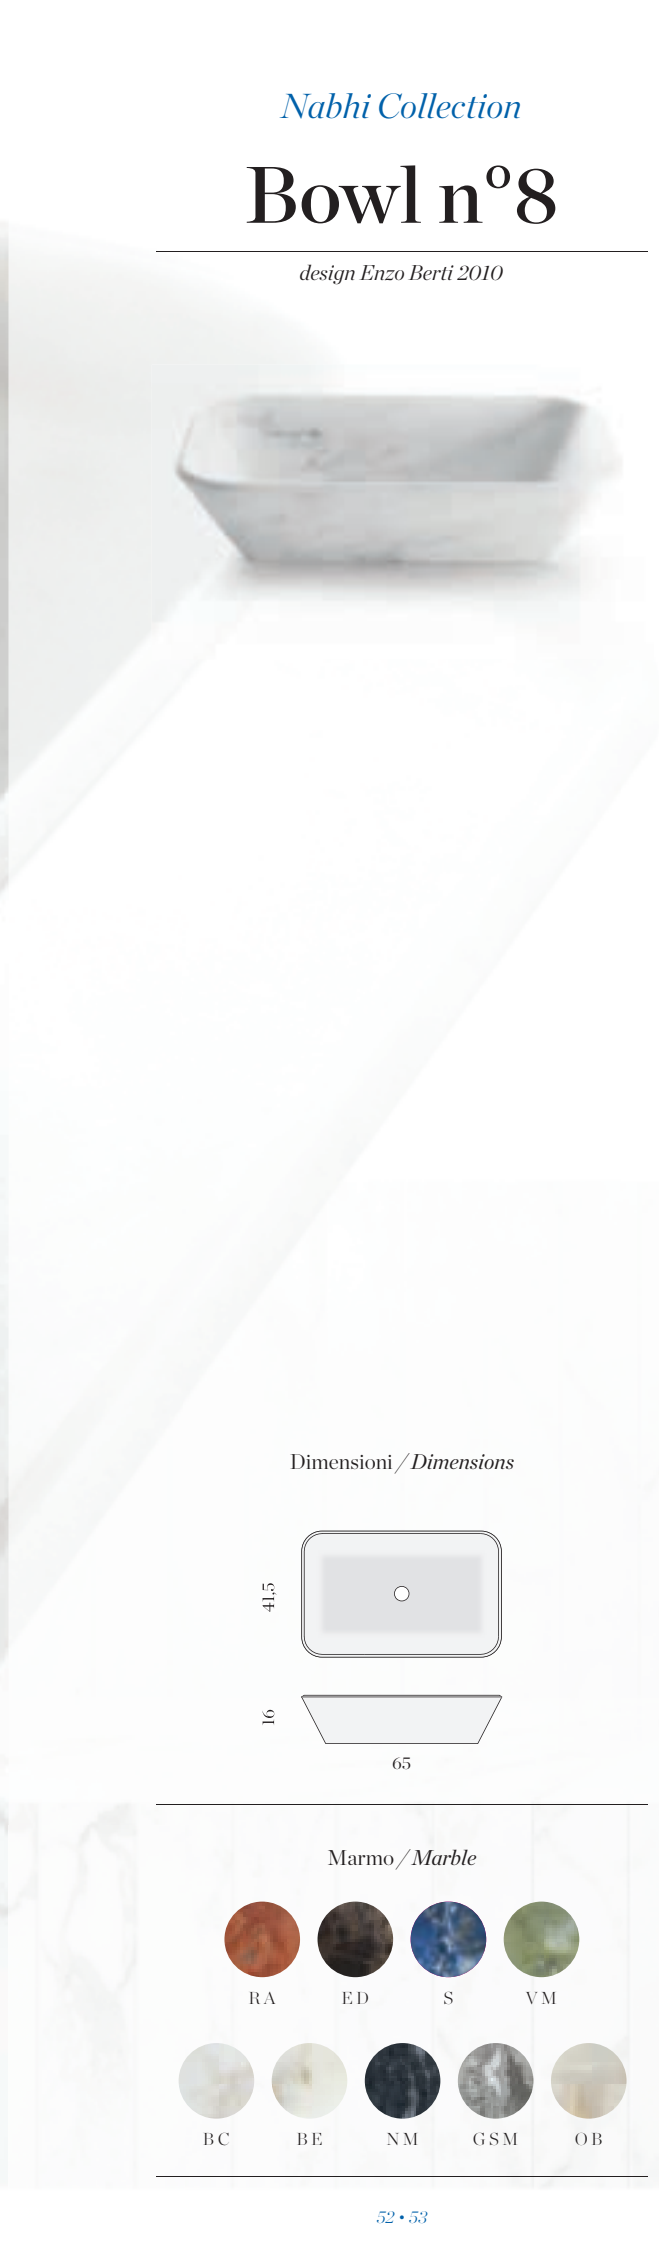 Nabhi Collection
Bowl n°8
design Enzo Berti 2010
Dimensioni / Dimensions
41,5
16
65
Marmo / Marble
RA ED S VM
BC BE NM GSM OB
52 • 53